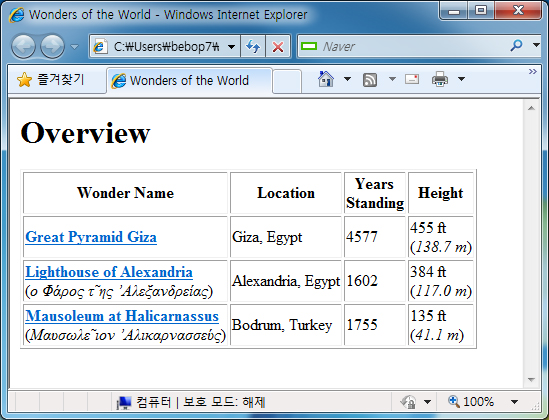 Wonders of the World - Windows Internet Explorer
C:\Users\bebop7\
Naver
즐겨찾기
Wonders of the World
Overview
Wonder Name Location Years Standing Height
Great Pyramid Giza Giza, Egypt 4577 455 ft
(138.7 m)
Lighthouse of Alexandria Alexandria, Egypt 1602 384 ft
(ο Φάρος τ˜ης ’Αλεξανδρείας) (117.0 m)
Mausoleum at Halicarnassus Bodrum, Turkey 1755 135 ft
(Μαυσωλε˜ιον ’Αλικαρνασσεύς) (41.1 m)
컴퓨터 | 보호 모드: 해제
100%